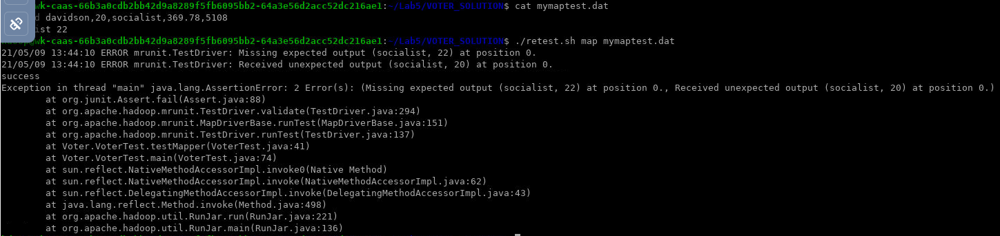 wk-caas-66b3a0cdb2bb42d9a8289f5fb6095bb2-64a3e56d2acc52dc216ae1:~/Lab5/VOTER_SOLUTION$ cat mymaptest.dat
davidson,20,socialist,369.78,5108
ist 22
wk-caas-66b3a0cdb2bb42d9a8289f5fb6095bb2-64a3e56d2acc52dc216ae1:~/Lab5/VOTER_SOLUTION$ ./retest.sh map mymaptest.dat
21/05/09 13:44:10 ERROR mrunit.TestDriver: Missing expected output (socialist, 22) at position 0.
21/05/09 13:44:10 ERROR mrunit.TestDriver: Received unexpected output (socialist, 20) at position 0.
success
Exception in thread "main" java.lang.AssertionError: 2 Error(s): (Missing expected output (socialist, 22) at position 0., Received unexpected output (socialist, 20) at position 0.)
        at org.junit.Assert.fail(Assert.java:88)
        at org.apache.hadoop.mrunit.TestDriver.validate(TestDriver.java:294)
        at org.apache.hadoop.mrunit.MapDriverBase.runTest(MapDriverBase.java:151)
        at org.apache.hadoop.mrunit.TestDriver.runTest(TestDriver.java:137)
        at Voter.VoterTest.testMapper(VoterTest.java:41)
        at Voter.VoterTest.main(VoterTest.java:74)
        at sun.reflect.NativeMethodAccessorImpl.invoke0(Native Method)
        at sun.reflect.NativeMethodAccessorImpl.invoke(NativeMethodAccessorImpl.java:62)
        at sun.reflect.DelegatingMethodAccessorImpl.invoke(DelegatingMethodAccessorImpl.java:43)
        at java.lang.reflect.Method.invoke(Method.java:498)
        at org.apache.hadoop.util.RunJar.run(RunJar.java:221)
        at org.apache.hadoop.util.RunJar.main(RunJar.java:136)